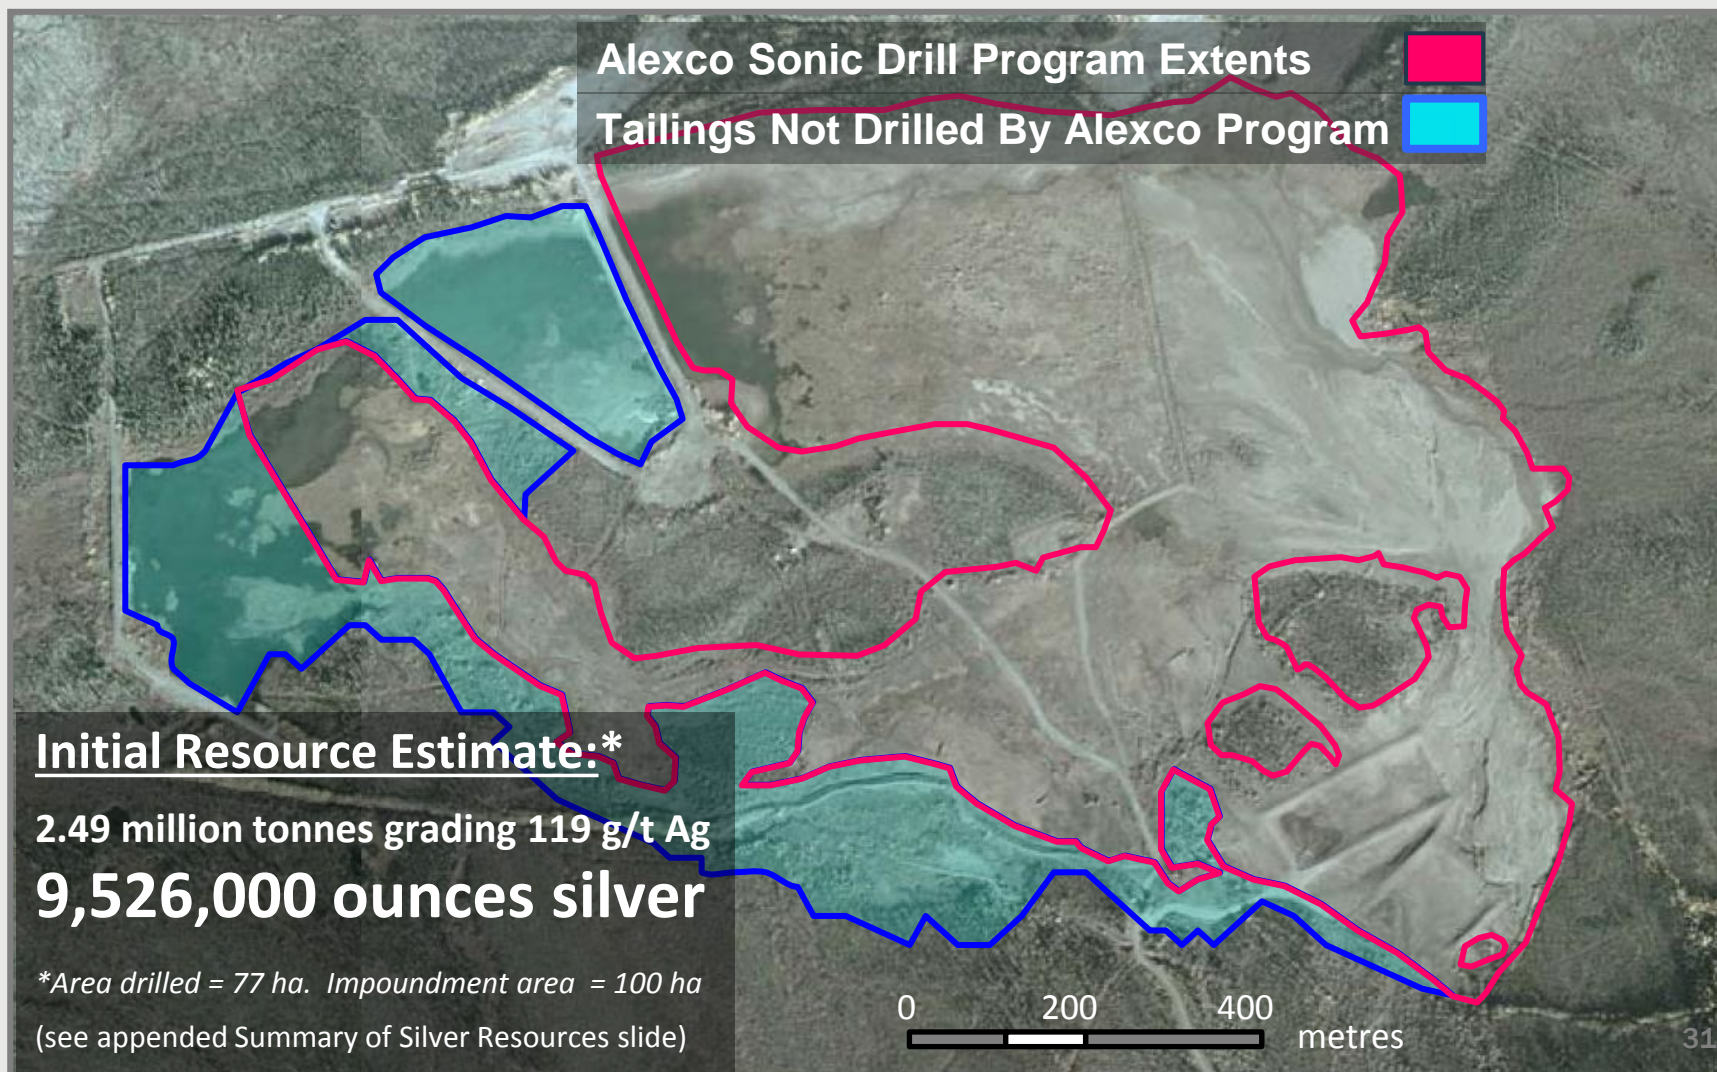 Alexco Sonic Drill Program Extents
Tailings Not Drilled By Alexco Program
Initial Resource Estimate:*
2.49 million tonnes grading 119 g/t Ag
9,526,000 ounces silver
*Area drilled = 77 ha. Impoundment area = 100 ha
(see appended Summary of Silver Resources slide)
0 200 400
metres
31